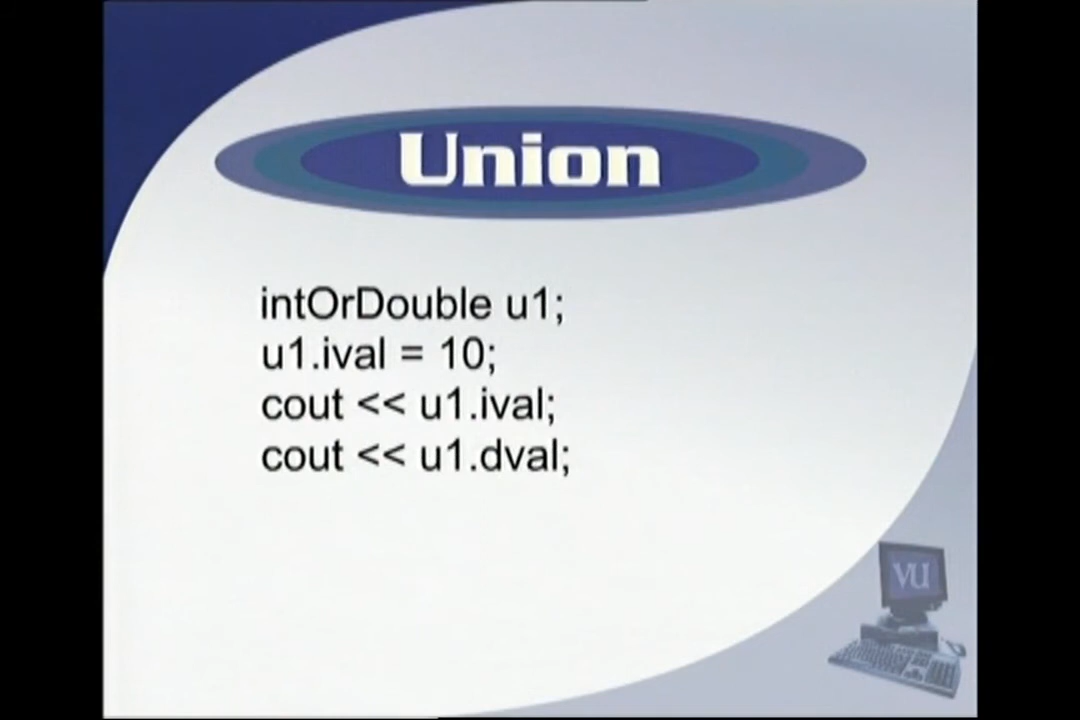 Union
intOrDouble u1;
u1.ival = 10;
cout << u1.ival;
cout << u1.dval;
VU